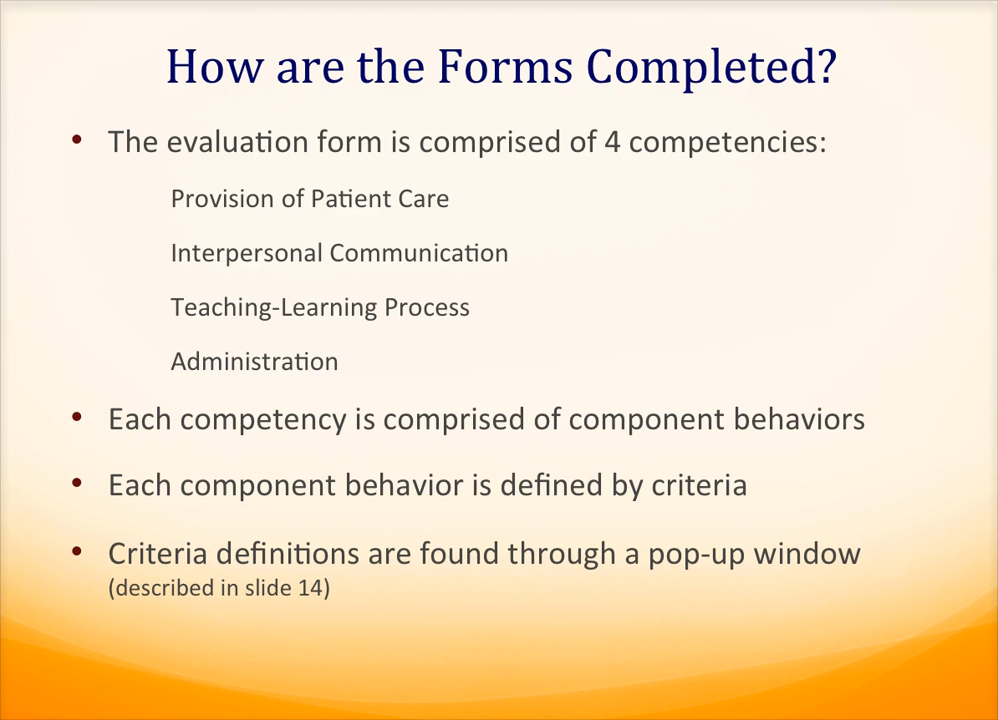 How are the Forms Completed?
• The evaluation form is comprised of 4 competencies:
Provision of Patient Care
Interpersonal Communication
Teaching-Learning Process
Administration
• Each competency is comprised of component behaviors
• Each component behavior is defined by criteria
• Criteria definitions are found through a pop-up window
(described in slide 14)